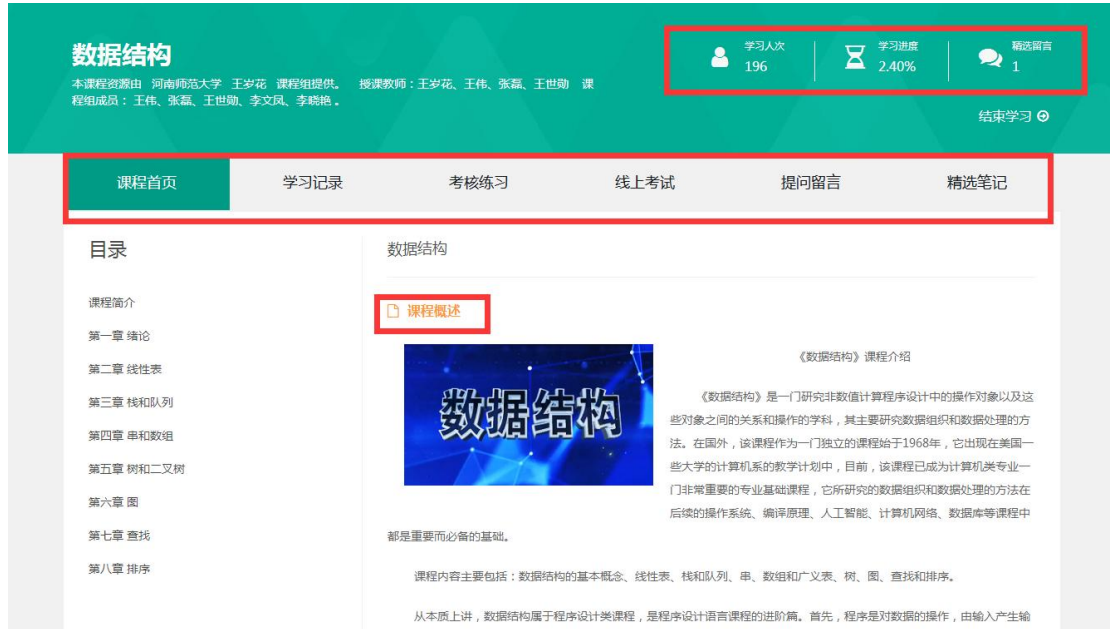 数据结构
本课程资源由 河南师范大学 王岁花 课程组提供。 授课教师：王岁花、王伟、张磊、王世勋 课
程组成员：王伟、张磊、王世勋、李文凤、李晓艳。
学习人次
196
学习进度
2.40%
精选留言
1
结束学习
课程首页 学习记录 考核练习 线上考试 提问留言 精选笔记
目录
课程简介
第一章 绪论
第二章 线性表
第三章 栈和队列
第四章 串和数组
第五章 树和二叉树
第六章 图
第七章 查找
第八章 排序
数据结构
课程概述
数据结构
《数据结构》课程介绍
《数据结构》是一门研究非数值计算程序设计中的操作对象以及这
些对象之间的关系和操作的学科，其主要研究数据组织和数据处理的方
法。在国外，该课程作为一门独立的课程始于1968年，它出现在美国一
些大学的计算机系的教学计划中，目前，该课程已成为计算机类专业一
门非常重要的专业基础课程，它所研究的数据组织和数据处理的方法在
后续的操作系统、编译原理、人工智能、计算机网络、数据库等课程中
都是重要而必备的基础。
课程内容主要包括：数据结构的基本概念、线性表、栈和队列、串、数组和广义表、树、图、查找和排序。
从本质上讲，数据结构属于程序设计类课程，是程序设计语言课程的进阶篇。首先，程序是对数据的操作，由输入产生输